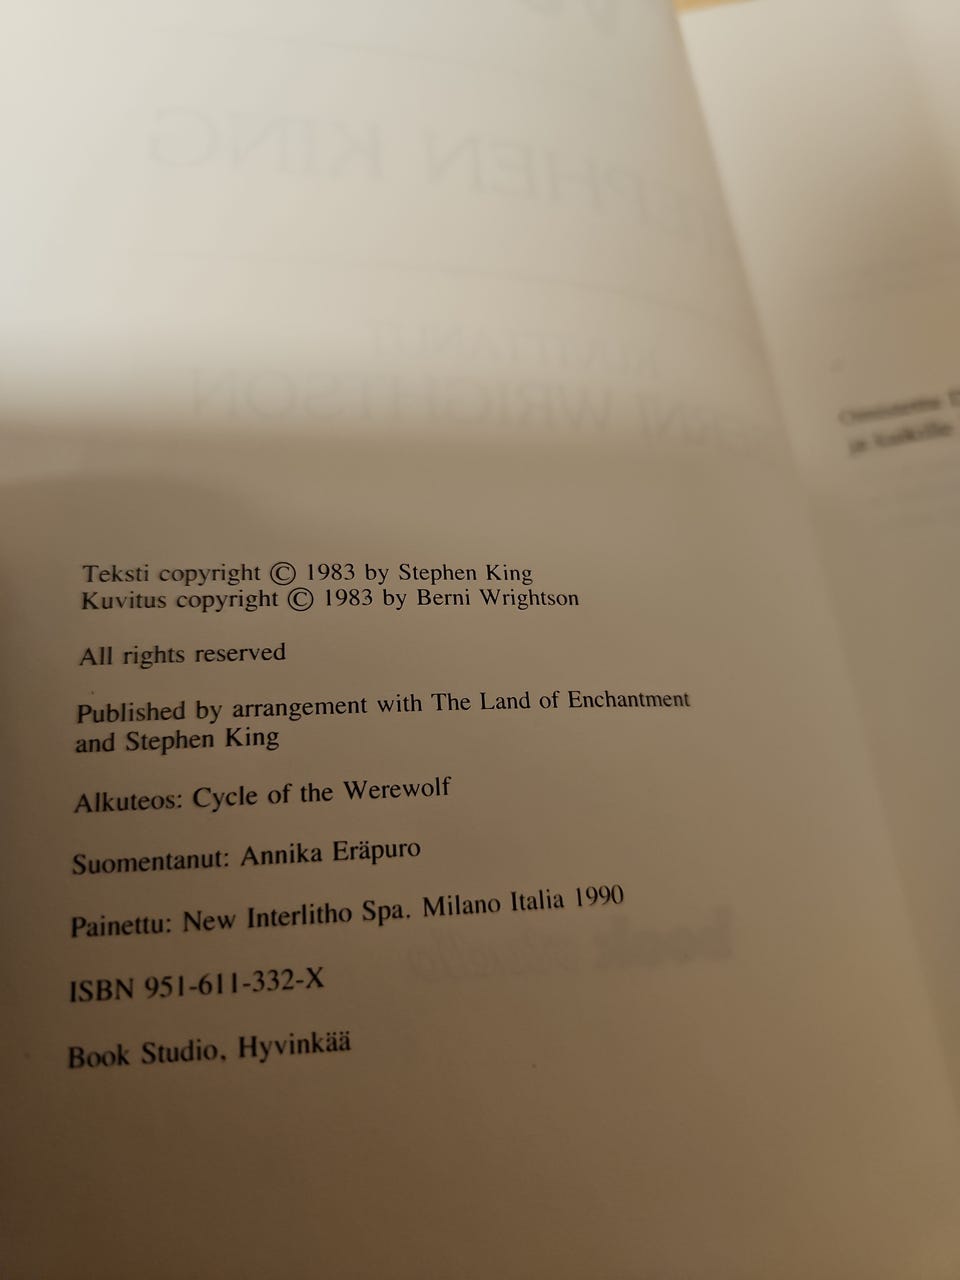 Teksti copyright © 1983 by Stephen King
Kuvitus copyright © 1983 by Berni Wrightson
All rights reserved
Published by arrangement with The Land of Enchantment
and Stephen King
Alkuteos: Cycle of the Werewolf
Suomentanut: Annika Eräpuro
Painettu: New Interlitho Spa. Milano Italia 1990
ISBN 951-611-332-X
Book Studio, Hyvinkää